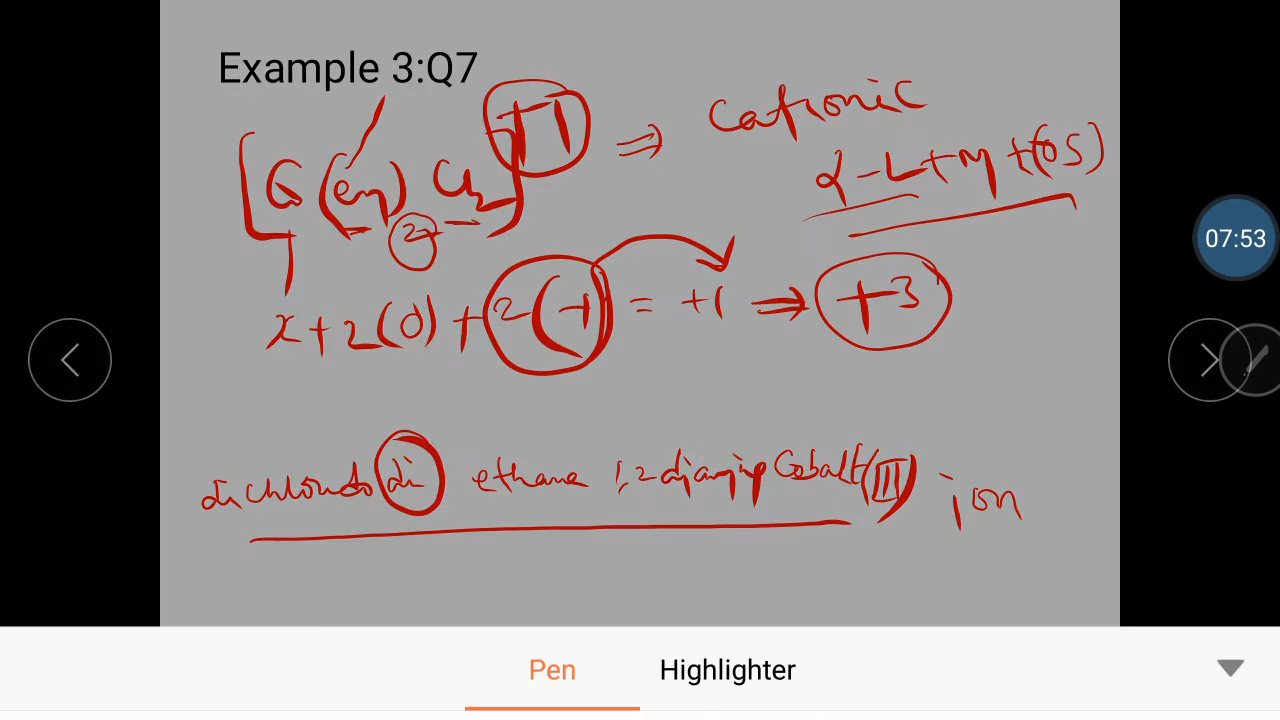 Example 3:Q7
[Co(en)2Cl2]+1 ⇒ Cationic
α-L+M+(OS)
07:53
x+2(0)+2(-1) = +1 ⇒ +3
dichlorido di ethane 1,2 diamine Cobalt(III) ion
Pen Highlighter